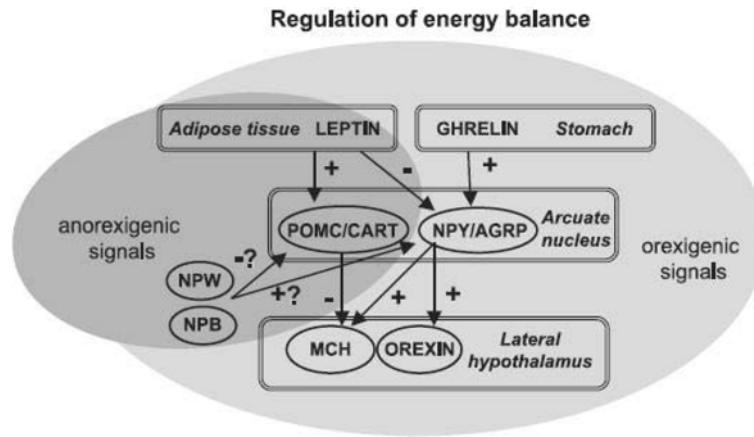 Regulation of energy balance
Adipose tissue LEPTIN
GHRELIN Stomach
+
-
+
anorexigenic
signals
POMC/CART
NPY/AGRP
Arcuate
nucleus
orexigenic
signals
-?
NPW
+?
-
+
+
NPB
MCH
OREXIN
Lateral
hypothalamus